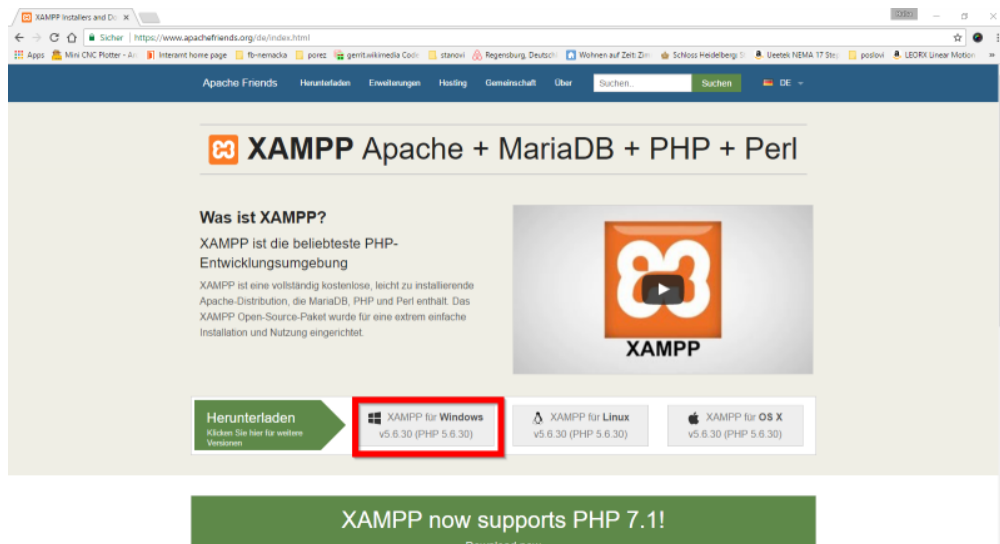 XAMPP Installers and Do
Sicher | https://www.apachefriends.org/de/index.html
Apps Mini CNC Plotter - Ar Interamt home page fb-nemacka porez gerrit.wikimedia Code stanovi Regensburg, Deutsch Wohnen auf Zeit: Zim Schloss Heidelberg: S Ueetek NEMA 17 Step poslovi LEORX Linear Motion »
Apache Friends Herunterladen Erweiterungen Hosting Gemeinschaft Über Suchen... Suchen DE
XAMPP Apache + MariaDB + PHP + Perl
Was ist XAMPP?
XAMPP ist die beliebteste PHP-
Entwicklungsumgebung
XAMPP ist eine vollständig kostenlose, leicht zu installierende
Apache-Distribution, die MariaDB, PHP und Perl enthält. Das
XAMPP Open-Source-Paket wurde für eine extrem einfache
Installation und Nutzung eingerichtet.
XAMPP
Herunterladen
Klicken Sie hier für weitere
Versionen
XAMPP für Windows
v5.6.30 (PHP 5.6.30)
XAMPP für Linux
v5.6.30 (PHP 5.6.30)
XAMPP für OS X
v5.6.30 (PHP 5.6.30)
XAMPP now supports PHP 7.1!
Download now